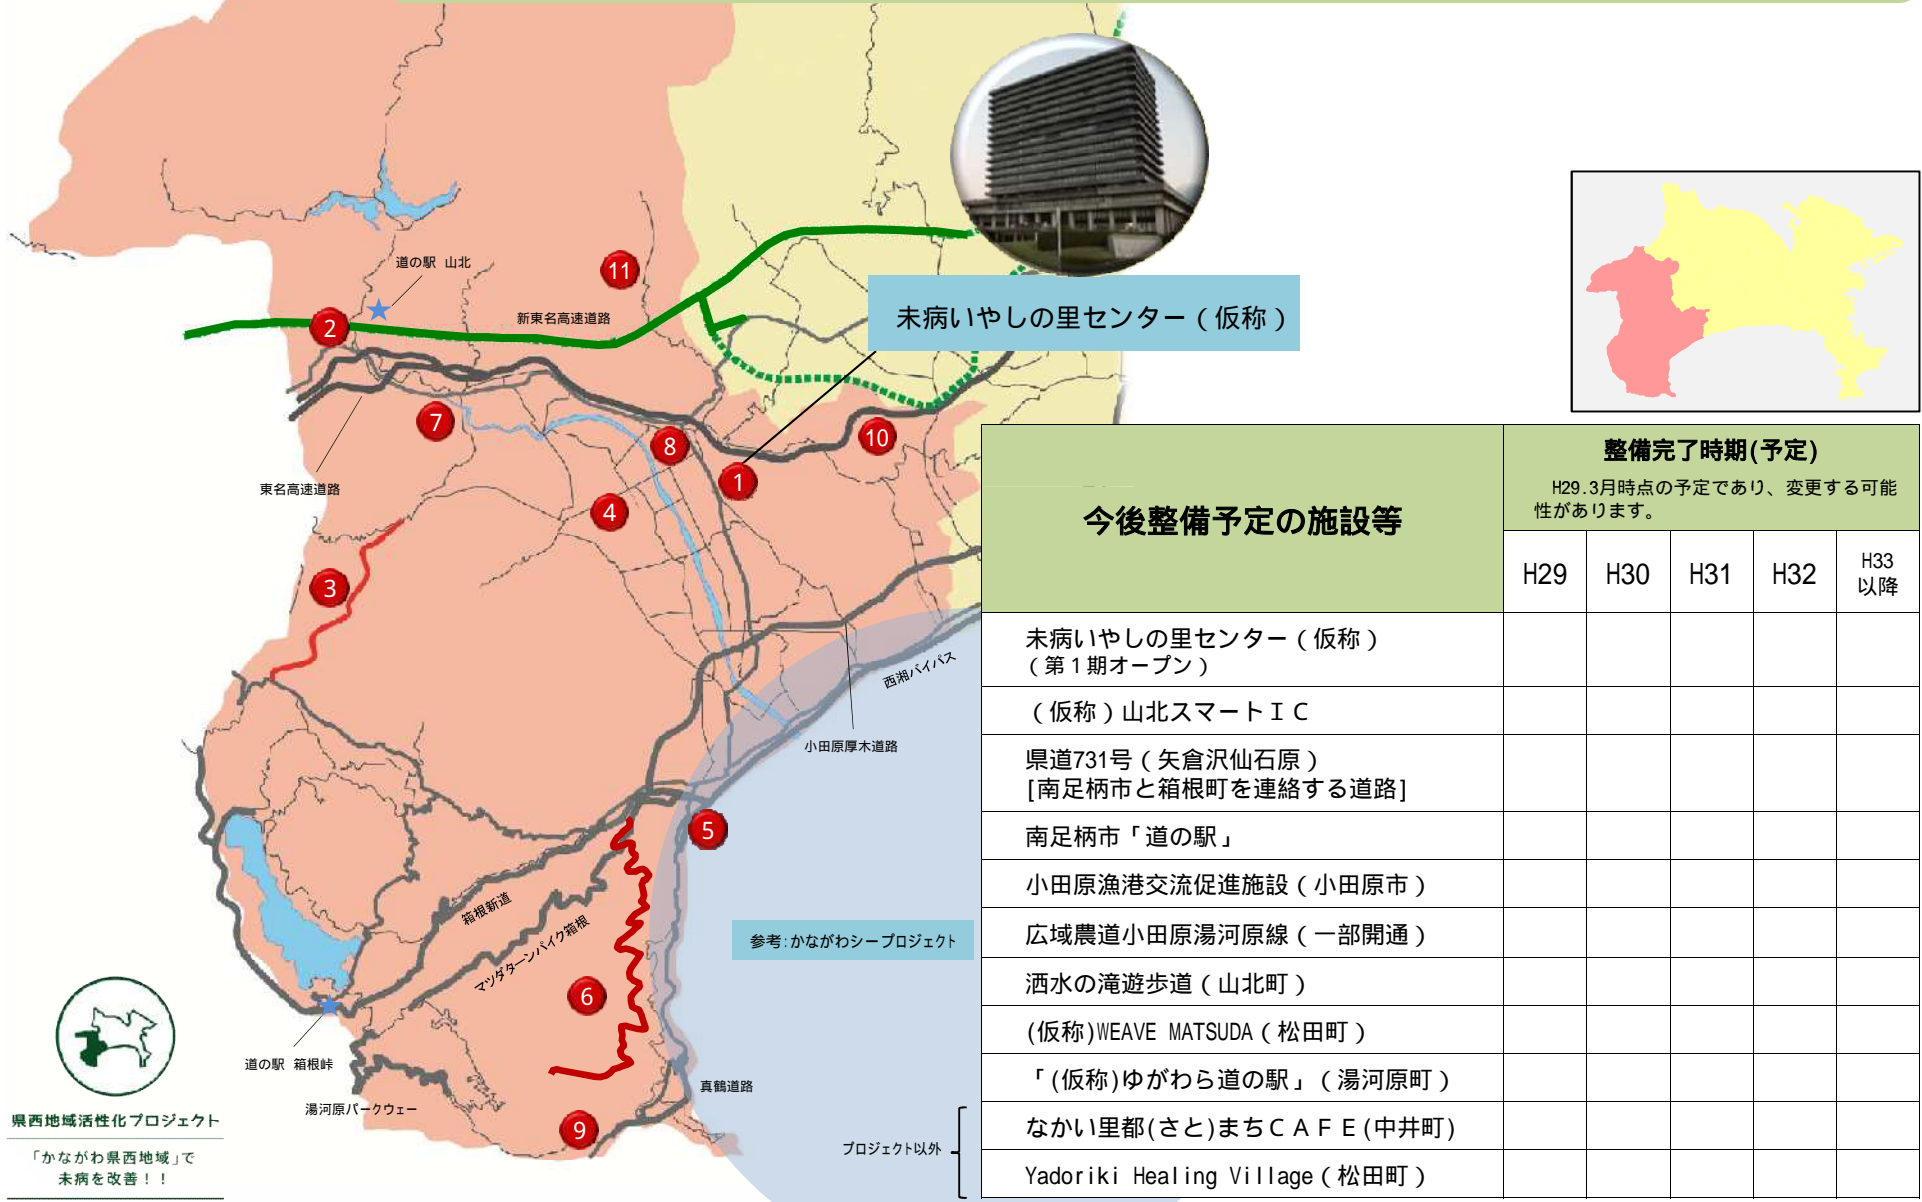 道の駅 山北
新東名高速道路
未病いやしの里センター（仮称）
東名高速道路
西湘バイパス
小田原厚木道路
箱根新道
マツダターンパイク箱根
参考:かながわシープロジェクト
道の駅 箱根峠
湯河原パークウェー
真鶴道路
プロジェクト以外
1
2
3
4
5
6
7
8
9
10
11
県西地域活性化プロジェクト
「かながわ県西地域」で
未病を改善！！
今後整備予定の施設等
整備完了時期(予定)
H29.3月時点の予定であり、変更する可能
性があります。
H29 H30 H31 H32 H33
以降
未病いやしの里センター（仮称）
（第1期オープン）
（仮称）山北スマートＩＣ
県道731号（矢倉沢仙石原）
[南足柄市と箱根町を連絡する道路]
南足柄市「道の駅」
小田原漁港交流促進施設（小田原市）
広域農道小田原湯河原線（一部開通）
洒水の滝遊歩道（山北町）
(仮称)WEAVE MATSUDA（松田町）
「(仮称)ゆがわら道の駅」（湯河原町）
なかい里都(さと)まちＣＡＦＥ(中井町)
Yadoriki Healing Village（松田町）